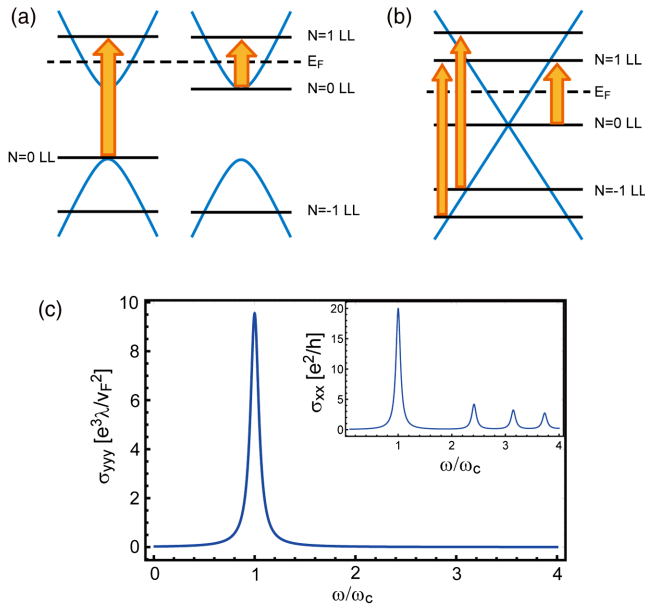 (a)
(b)
N=1 LL
E_F
N=0 LL
N=0 LL
N=-1 LL
N=1 LL
E_F
N=0 LL
N=-1 LL
(c)
σ_yyy [e³λ/v_F²]
10
8
6
4
2
0
0
1
2
3
4
ω/ω_c
σ_xx [e²/h]
20
15
10
5
0
0
1
2
3
4
ω/ω_c